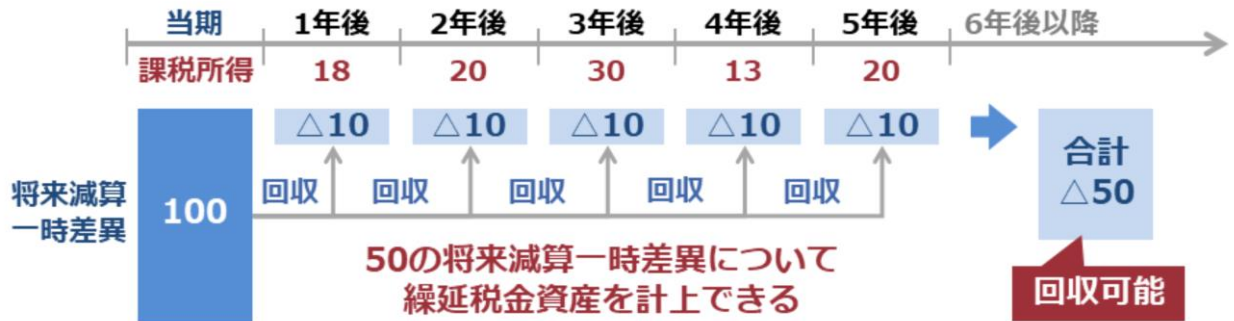 当期 1年後 2年後 3年後 4年後 5年後 6年後以降
課税所得 18 20 30 13 20
△10 △10 △10 △10 △10
合計
△50
将来減算
一時差異
100
回収 回収 回収 回収 回収
50の将来減算一時差異について
繰延税金資産を計上できる
回収可能